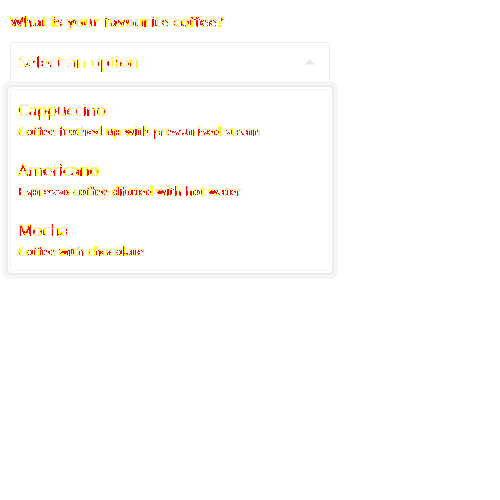 What is your favourite coffee?
Select an option
Cappuccino
Coffee frothed up with pressurised steam
Americano
Espresso coffee diluted with hot water
Mocha
Coffee with chocolate